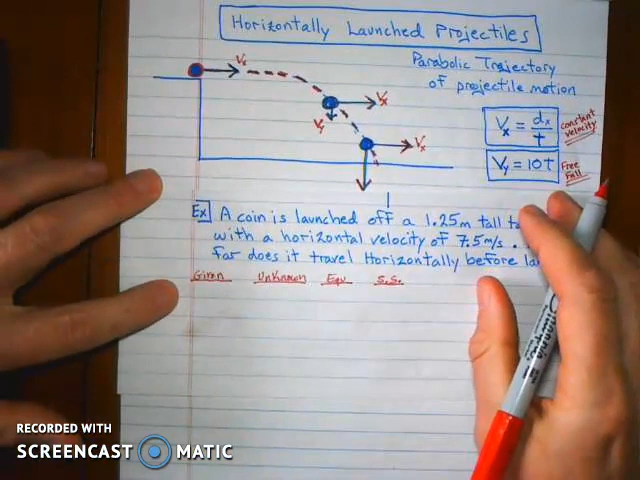 Horizontally Launched Projectiles
Vx
Parabolic Trajectory
of projectile motion
Vx
Vy
Vx = dx/t
constant velocity
Vx
Vy = 10t
Free Fall
Ex A coin is launched off a 1.25m tall
with a horizontal velocity of 7.5m/s.
far does it travel Horizontally before
Given Unknown Equ S.S.
RECORDED WITH
SCREENCAST MATIC